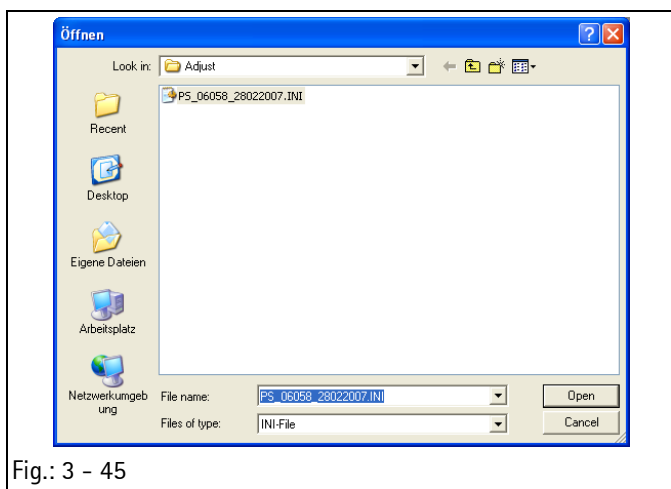 Öffnen
Look in: Adjust
PS_06058_28022007.INI
Recent
Desktop
Eigene Dateien
Arbeitsplatz
Netzwerkumgeb
ung
File name: PS_06058_28022007.INI Open
Files of type: INI-File Cancel
Fig.: 3 - 45